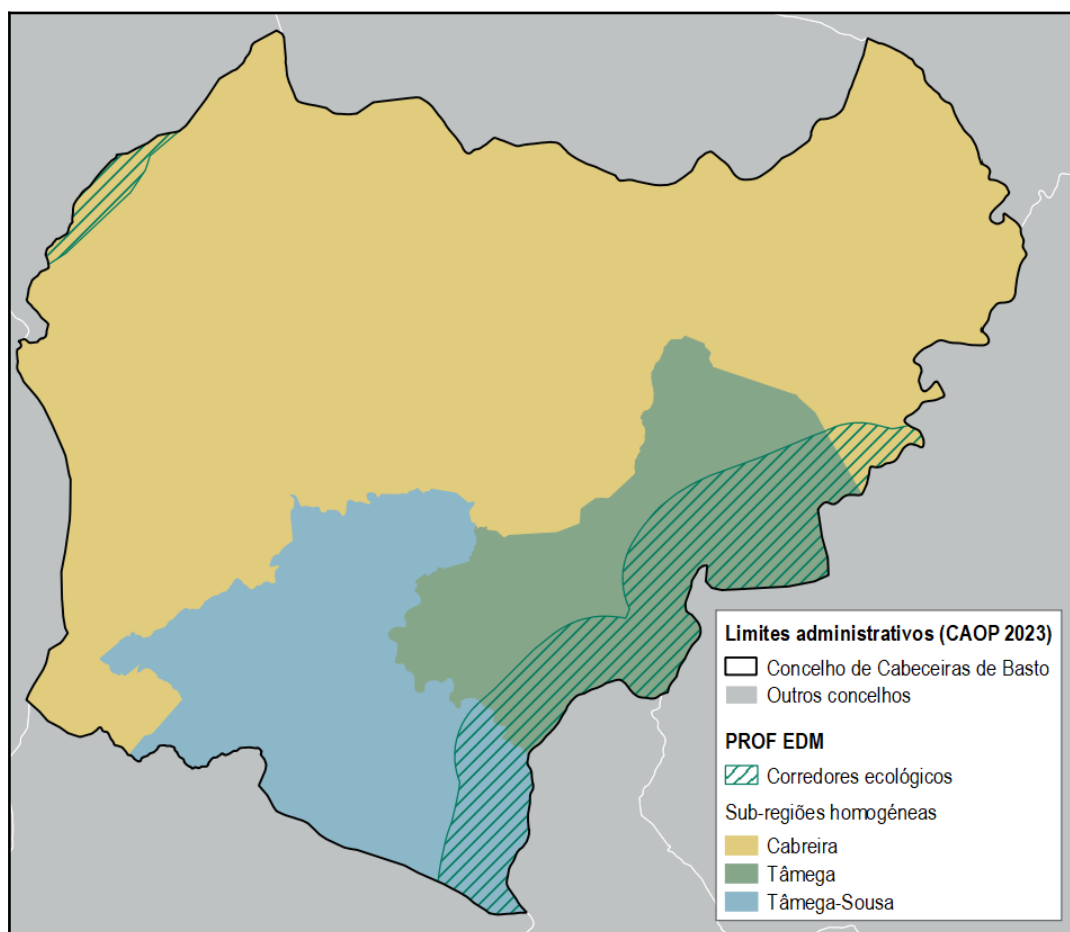 Limites administrativos (CAOP 2023)
Concelho de Cabeceiras de Basto
Outros concelhos
PROF EDM
Corredores ecológicos
Sub-regiões homogéneas
Cabreira
Tâmega
Tâmega-Sousa